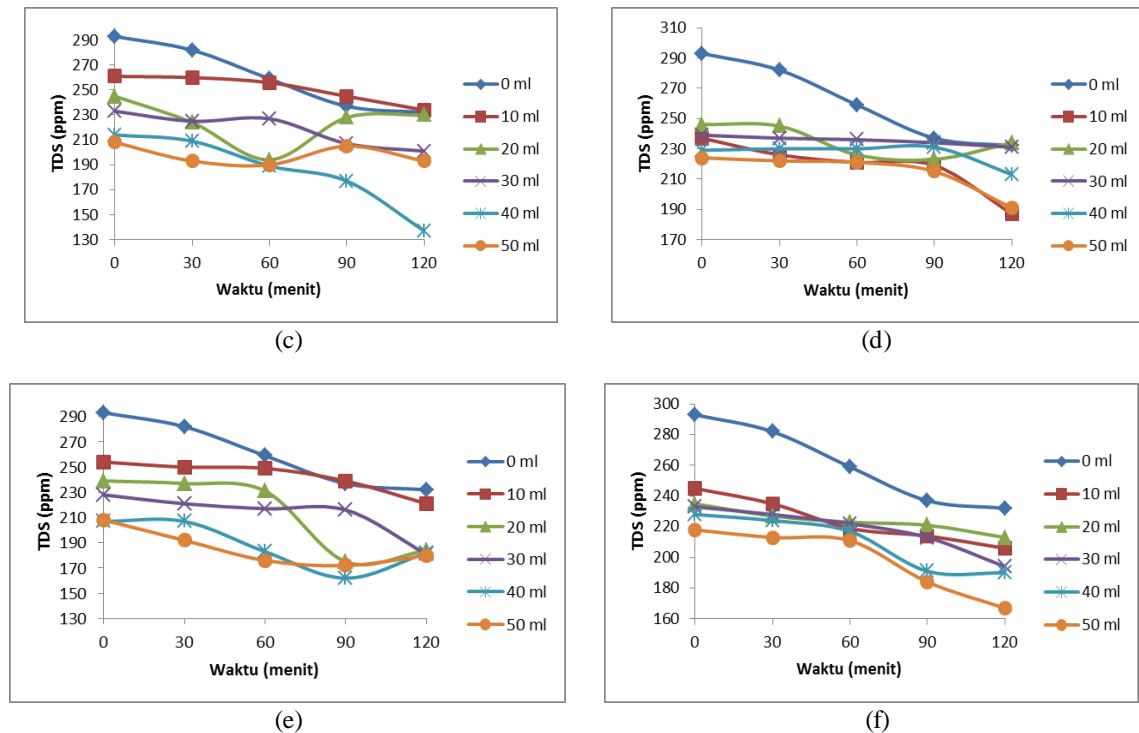 TDS (ppm)
290
270
250
230
210
190
170
150
130
0 30 60 90 120
Waktu (menit)
0 ml
10 ml
20 ml
30 ml
40 ml
50 ml
(c)
TDS (ppm)
310
290
270
250
230
210
190
170
0 30 60 90 120
Waktu (menit)
0 ml
10 ml
20 ml
30 ml
40 ml
50 ml
(d)
TDS (ppm)
290
270
250
230
210
190
170
150
130
0 30 60 90 120
Waktu (menit)
0 ml
10 ml
20 ml
30 ml
40 ml
50 ml
(e)
TDS (ppm)
300
280
260
240
220
200
180
160
0 30 60 90 120
Waktu (menit)
0 ml
10 ml
20 ml
30 ml
40 ml
50 ml
(f)